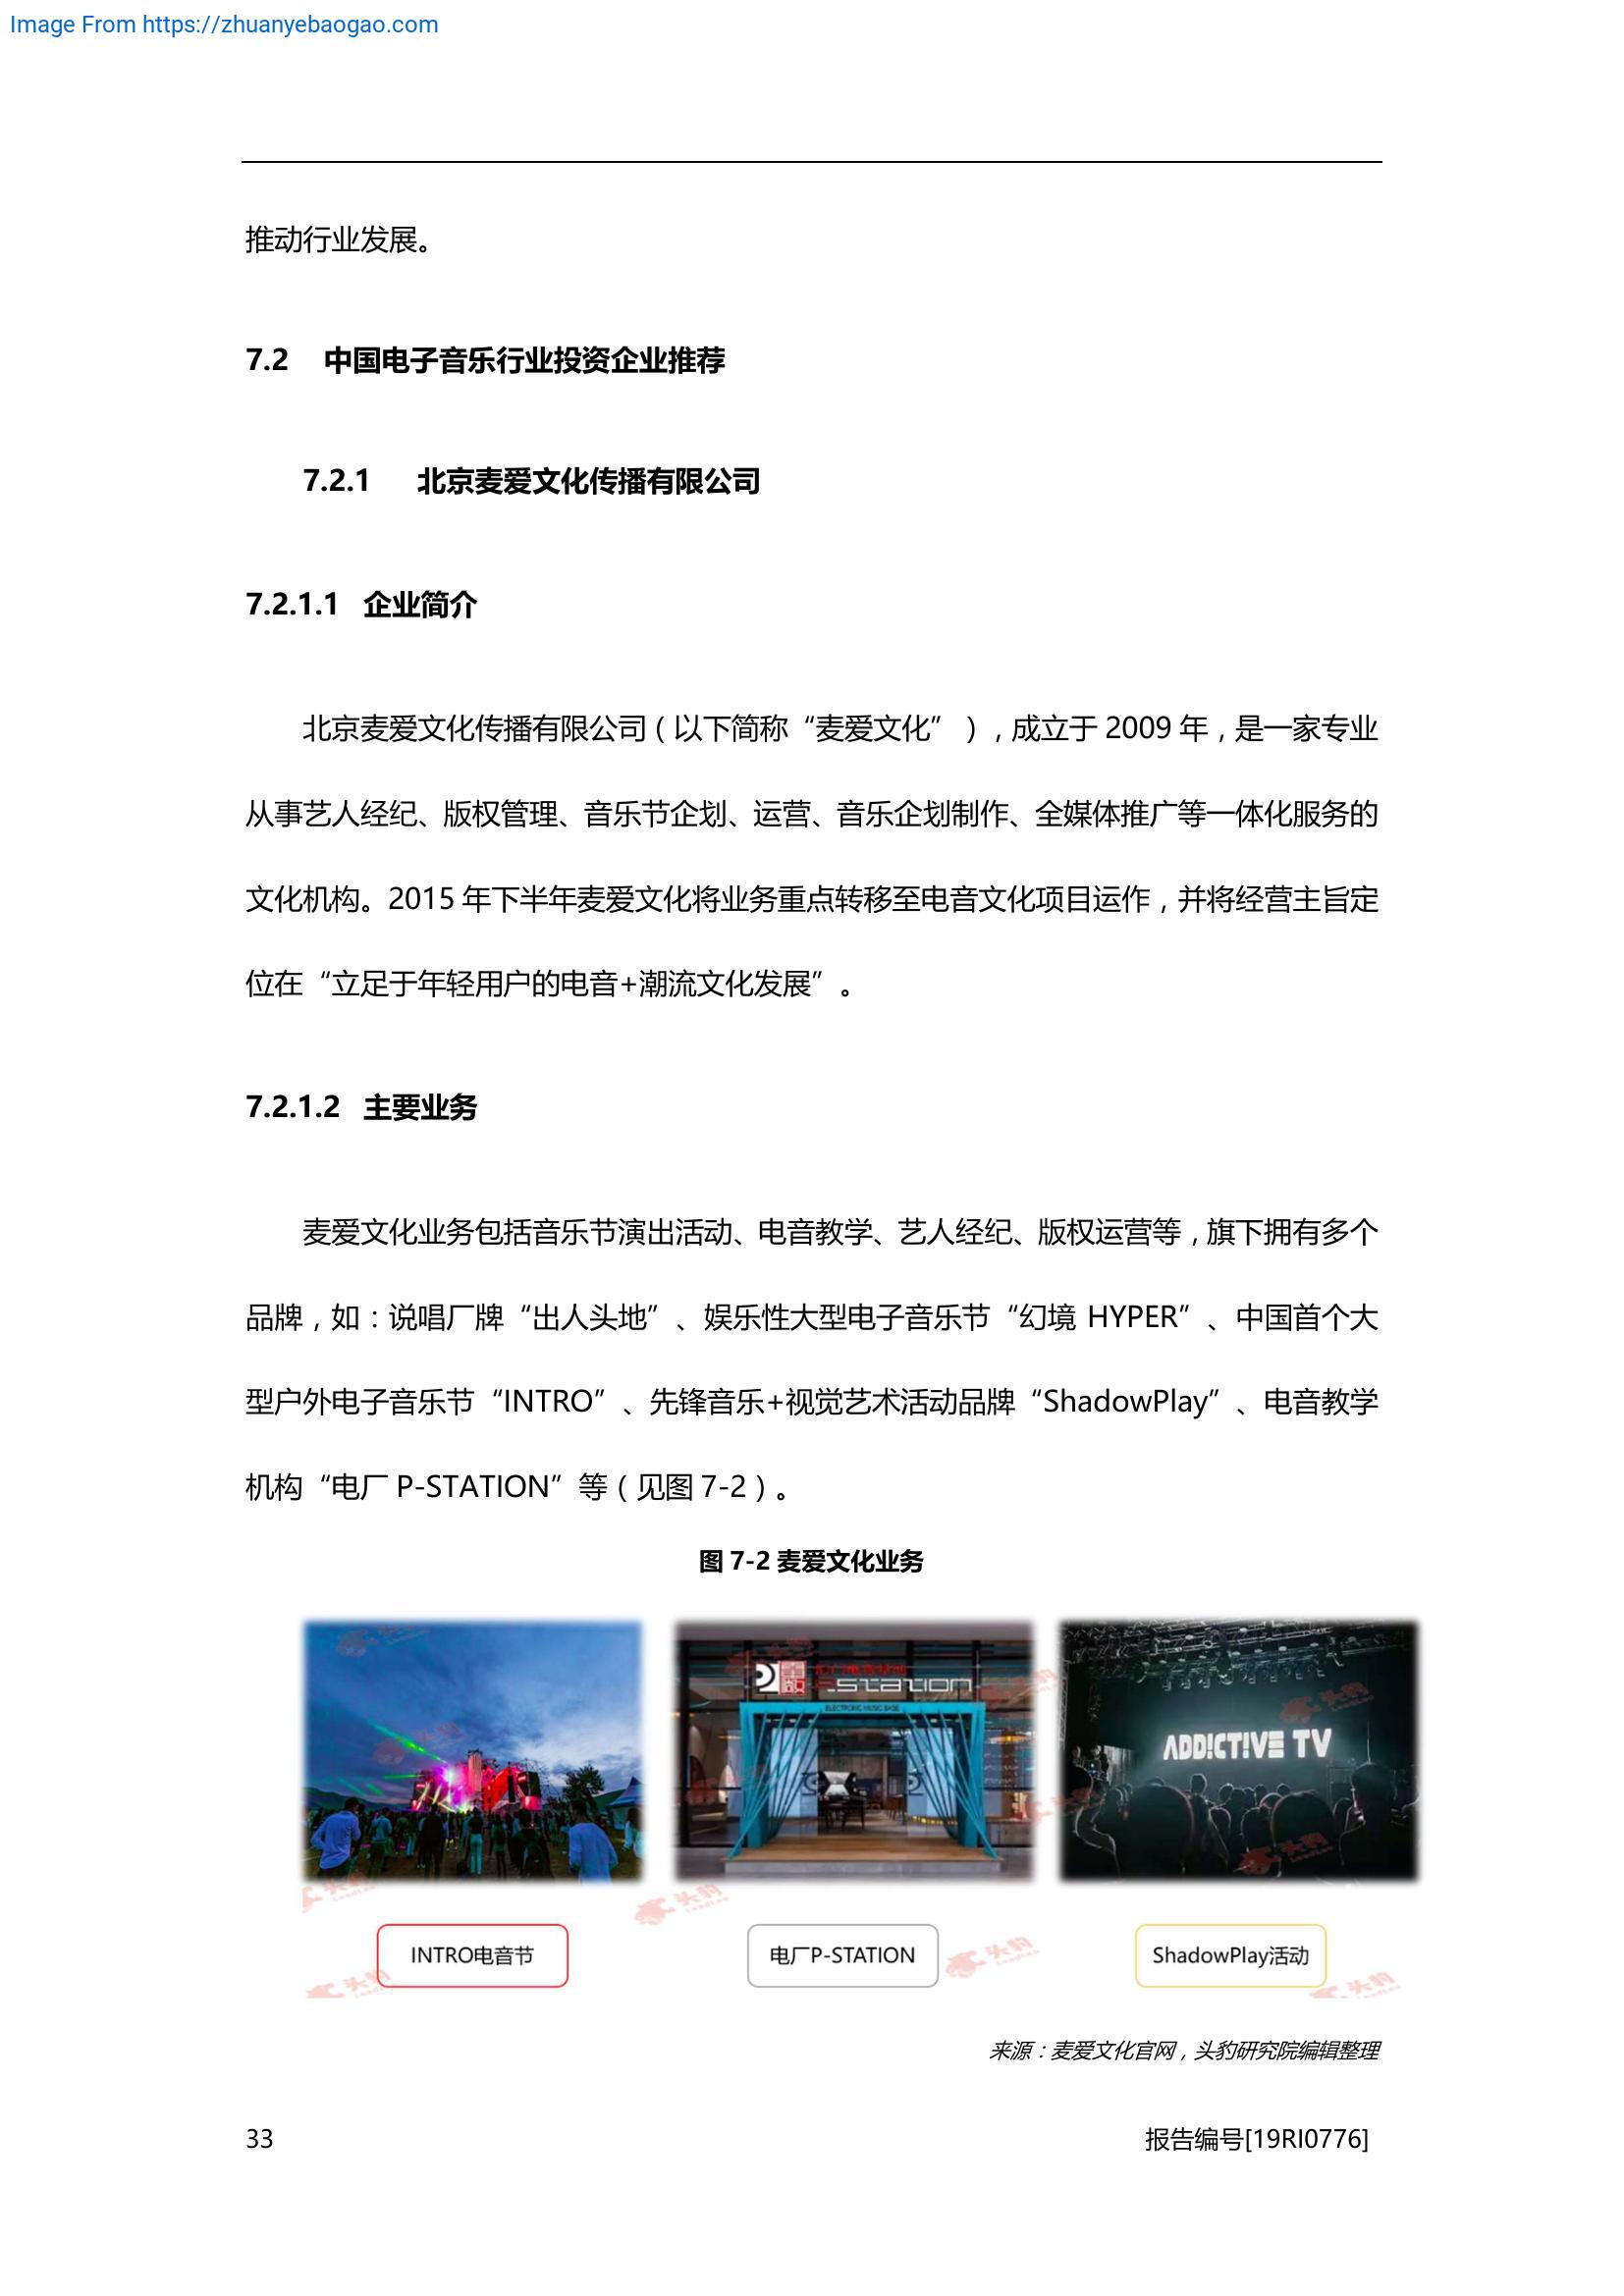 Image From https://zhuanyebaogao.com
推动行业发展。
7.2 中国电子音乐行业投资企业推荐
7.2.1 北京麦爱文化传播有限公司
7.2.1.1 企业简介
北京麦爱文化传播有限公司（以下简称“麦爱文化”），成立于 2009 年，是一家专业
从事艺人经纪、版权管理、音乐节企划、运营、音乐企划制作、全媒体推广等一体化服务的
文化机构。2015 年下半年麦爱文化将业务重点转移至电音文化项目运作，并将经营主旨定
位在“立足于年轻用户的电音+潮流文化发展”。
7.2.1.2 主要业务
麦爱文化业务包括音乐节演出活动、电音教学、艺人经纪、版权运营等，旗下拥有多个
品牌，如：说唱厂牌“出人头地”、娱乐性大型电子音乐节“幻境 HYPER”、中国首个大
型户外电子音乐节“INTRO”、先锋音乐+视觉艺术活动品牌“ShadowPlay”、电音教学
机构“电厂 P-STATION”等（见图 7-2）。
图 7-2 麦爱文化业务
ELECTRONIC MUSIC BASE
ADD!CT!VE TV
头豹
INTRO电音节
电厂P-STATION
ShadowPlay活动
来源：麦爱文化官网，头豹研究院编辑整理
33
报告编号[19RI0776]